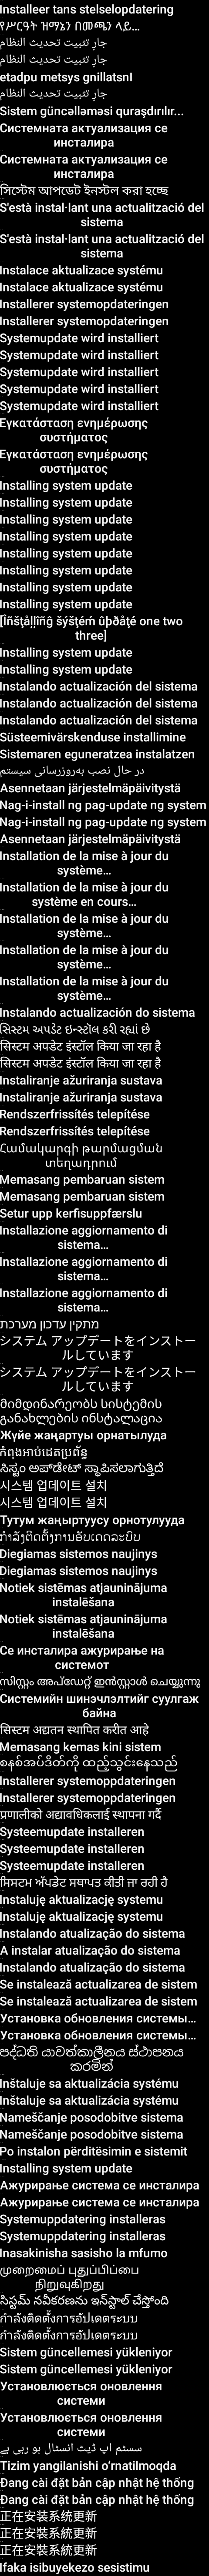 Installeer tans stelselopdatering
የሥርዓት ዝማኔን በመጫን ላይ…
جارٍ تثبيت تحديث النظام
جارٍ تثبيت تحديث النظام
etadpu metsys gnillatsnI
جارٍ تثبيت تحديث النظام
Sistem güncəlləməsi quraşdırılır...
Системната актуализация се
инсталира
Системната актуализация се
инсталира
সিস্টেম আপডেট ইনস্টল করা হচ্ছে
S'està instal·lant una actualització del
sistema
S'està instal·lant una actualització del
sistema
Instalace aktualizace systému
Instalace aktualizace systému
Installerer systemopdateringen
Installerer systemopdateringen
Systemupdate wird installiert
Systemupdate wird installiert
Systemupdate wird installiert
Systemupdate wird installiert
Systemupdate wird installiert
Εγκατάσταση ενημέρωσης
συστήματος
Εγκατάσταση ενημέρωσης
συστήματος
Installing system update
Installing system update
Installing system update
Installing system update
Installing system update
Installing system update
Installing system update
Installing system update
[Îñšţåļļîñĝ šýšţéḿ ûþðåţé one two
three]
Installing system update
Installing system update
Instalando actualización del sistema
Instalando actualización del sistema
Instalando actualización del sistema
Süsteemivärskenduse installimine
Sistemaren eguneratzea instalatzen
در حال نصب به‌روزرسانی سیستم
Asennetaan järjestelmäpäivitystä
Nag-i-install ng pag-update ng system
Nag-i-install ng pag-update ng system
Asennetaan järjestelmäpäivitystä
Installation de la mise à jour du
système…
Installation de la mise à jour du
système en cours…
Installation de la mise à jour du
système…
Installation de la mise à jour du
système…
Installation de la mise à jour du
système…
Instalando actualización do sistema
સિસ્ટમ અપડેટ ઇન્સ્ટૉલ કરી રહ્યાં છે
सिस्टम अपडेट इंस्टॉल किया जा रहा है
सिस्टम अपडेट इंस्टॉल किया जा रहा है
Instaliranje ažuriranja sustava
Instaliranje ažuriranja sustava
Rendszerfrissítés telepítése
Rendszerfrissítés telepítése
Համակարգի թարմացման
տեղադրում
Memasang pembaruan sistem
Memasang pembaruan sistem
Setur upp kerfisuppfærslu
Installazione aggiornamento di
sistema…
Installazione aggiornamento di
sistema…
Installazione aggiornamento di
sistema…
מתקין עדכון מערכת
システム アップデートをインストー
ルしています
システム アップデートをインストー
ルしています
მიმდინარეობს სისტემის
განახლების ინსტალაცია
Жүйе жаңартуы орнатылуда
កំពុងអាប់ដេតប្រព័ន្ធ
ಸಿಸ್ಟಂ ಅಪ್‌ಡೇಟ್‌ ಸ್ಥಾಪಿಸಲಾಗುತ್ತಿದೆ
시스템 업데이트 설치
시스템 업데이트 설치
Тутум жаңыртуусу орнотулууда
ກຳລັງຕິດຕັ້ງການອັບເດດລະບົບ
Diegiamas sistemos naujinys
Diegiamas sistemos naujinys
Notiek sistēmas atjauninājuma
instalēšana
Notiek sistēmas atjauninājuma
instalēšana
Се инсталира ажурирање на
системот
സിസ്റ്റം അപ്ഡേറ്റ് ഇൻസ്റ്റാൾ ചെയ്യുന്നു
Системийн шинэчлэлтийг суулгаж
байна
सिस्टम अद्यतन स्थापित करीत आहे
Memasang kemas kini sistem
စနစ်အပ်ဒိတ်ကို ထည့်သွင်းနေသည်
Installerer systemoppdateringen
Installerer systemoppdateringen
प्रणालीको अद्यावधिकलाई स्थापना गर्दै
Systeemupdate installeren
Systeemupdate installeren
Systeemupdate installeren
ਸਿਸਟਮ ਅੱਪਡੇਟ ਸਥਾਪਤ ਕੀਤੀ ਜਾ ਰਹੀ ਹੈ
Instaluję aktualizację systemu
Instaluję aktualizację systemu
Instalando atualização do sistema
A instalar atualização do sistema
Instalando atualização do sistema
Se instalează actualizarea de sistem
Se instalează actualizarea de sistem
Установка обновления системы…
Установка обновления системы…
පද්ධති යාවත්කාලීනය ස්ථාපනය
කරමින්
Inštaluje sa aktualizácia systému
Inštaluje sa aktualizácia systému
Nameščanje posodobitve sistema
Nameščanje posodobitve sistema
Po instalon përditësimin e sistemit
Installing system update
Ажурирање система се инсталира
Ажурирање система се инсталира
Systemuppdatering installeras
Systemuppdatering installeras
Inasakinisha sasisho la mfumo
முறைமைப் புதுப்பிப்பை
நிறுவுகிறது
సిస్టమ్ నవీకరణను ఇన్‌స్టాల్ చేస్తోంది
กำลังติดตั้งการอัปเดตระบบ
กำลังติดตั้งการอัปเดตระบบ
Sistem güncellemesi yükleniyor
Sistem güncellemesi yükleniyor
Установлюється оновлення
системи
Установлюється оновлення
системи
سسٹم اپ ڈیٹ انسٹال ہو رہی ہے
Tizim yangilanishi o‘rnatilmoqda
Đang cài đặt bản cập nhật hệ thống
Đang cài đặt bản cập nhật hệ thống
正在安装系统更新
正在安裝系統更新
正在安裝系統更新
Ifaka isibuyekezo sesistimu